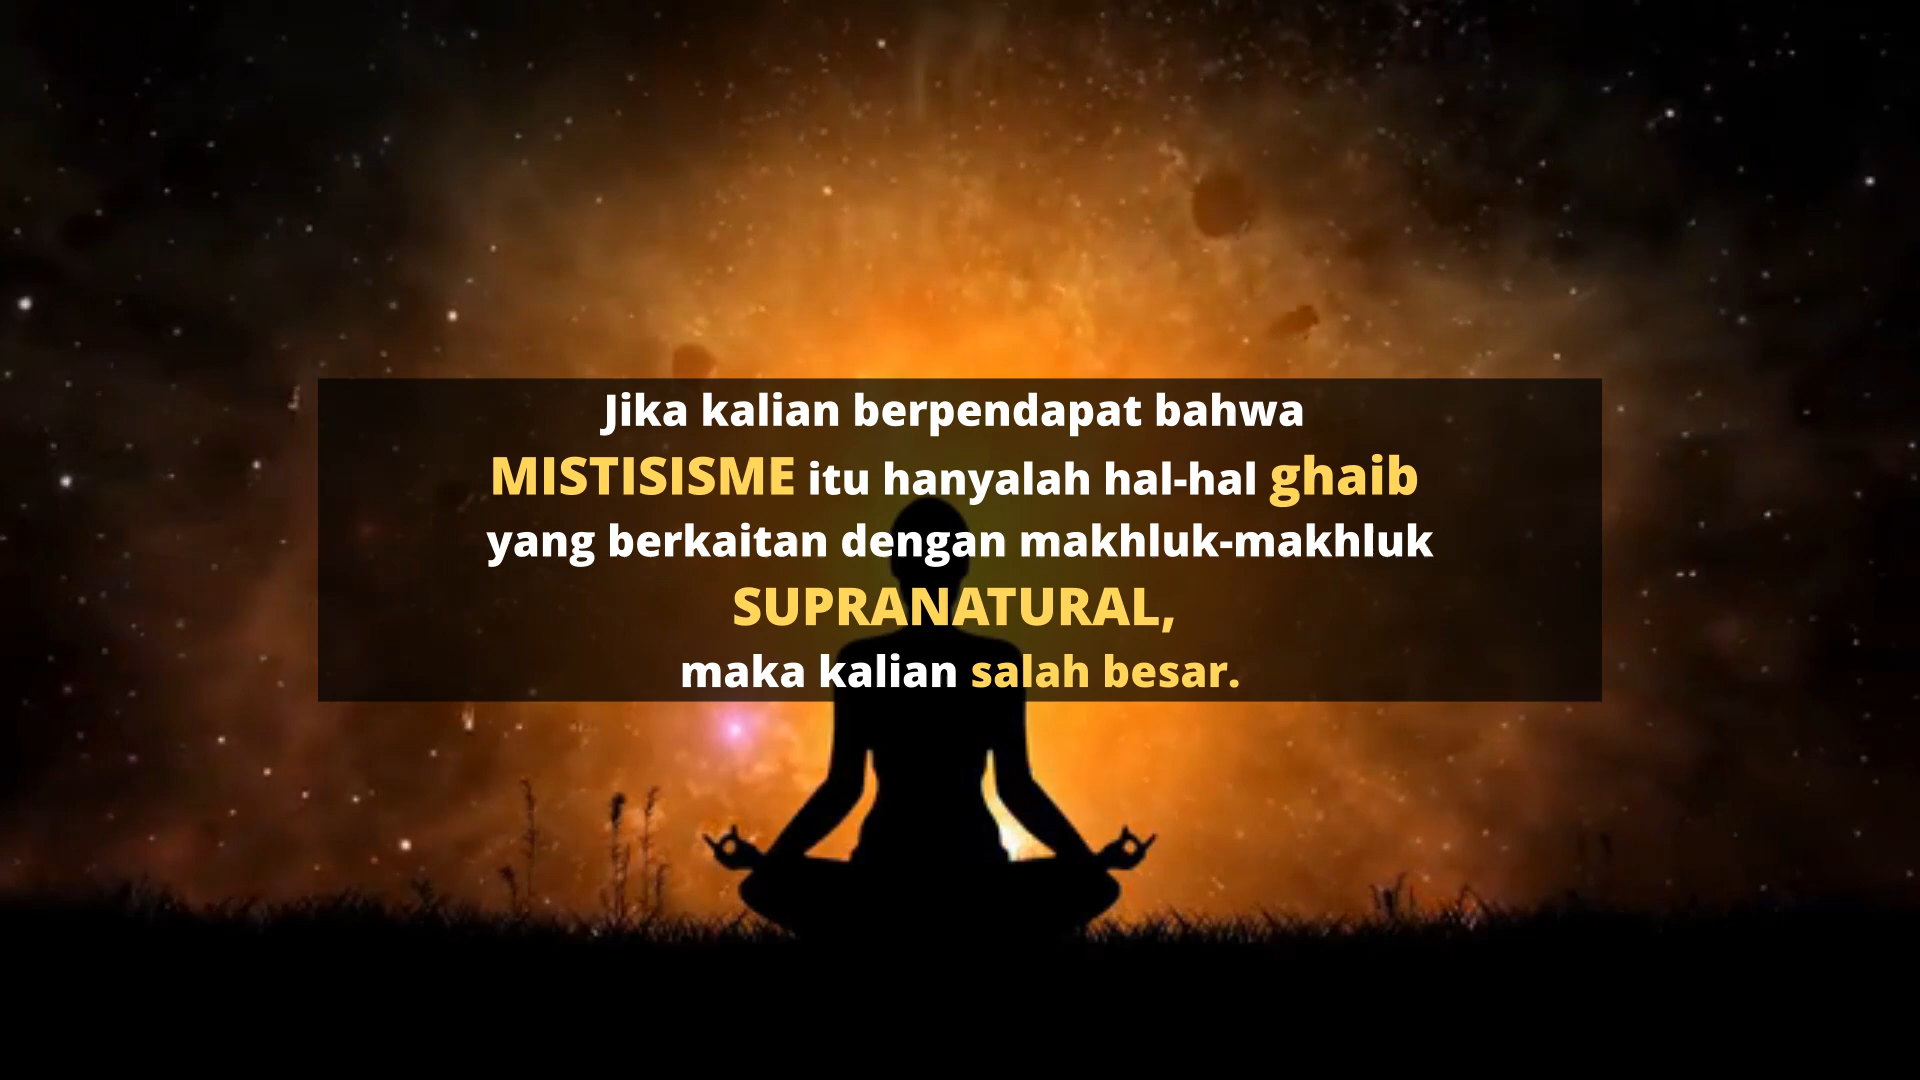 Jika kalian berpendapat bahwa
MISTISISME itu hanyalah hal-hal ghaib
yang berkaitan dengan makhluk-makhluk
SUPRANATURAL,
maka kalian salah besar.